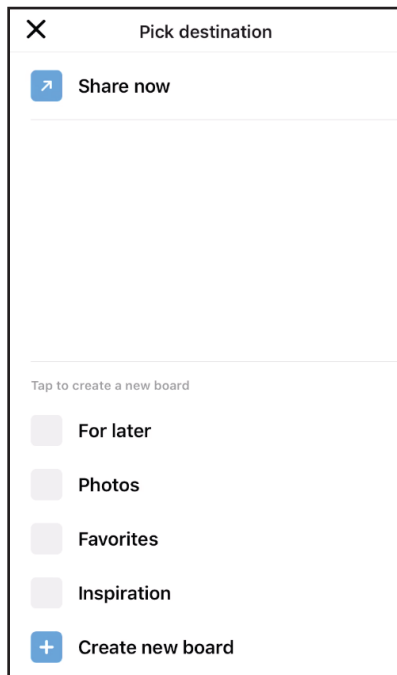 Pick destination
Share now
Tap to create a new board
For later
Photos
Favorites
Inspiration
Create new board